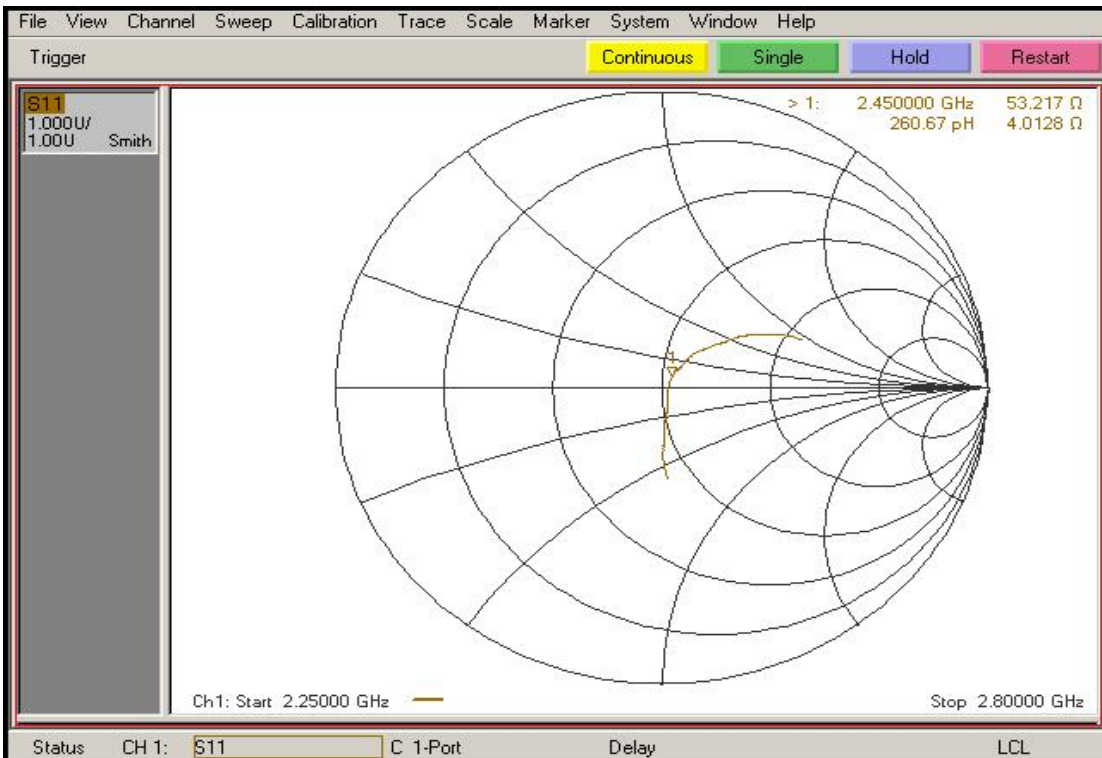 File View Channel Sweep Calibration Trace Scale Marker System Window Help
Trigger Continuous Single Hold Restart
S11
1.000U/
1.00U Smith
> 1: 2.450000 GHz 53.217 Ω
260.67 pH 4.0128 Ω
1
Ch1: Start 2.25000 GHz Stop 2.80000 GHz
Status CH 1: S11 C 1-Port Delay LCL